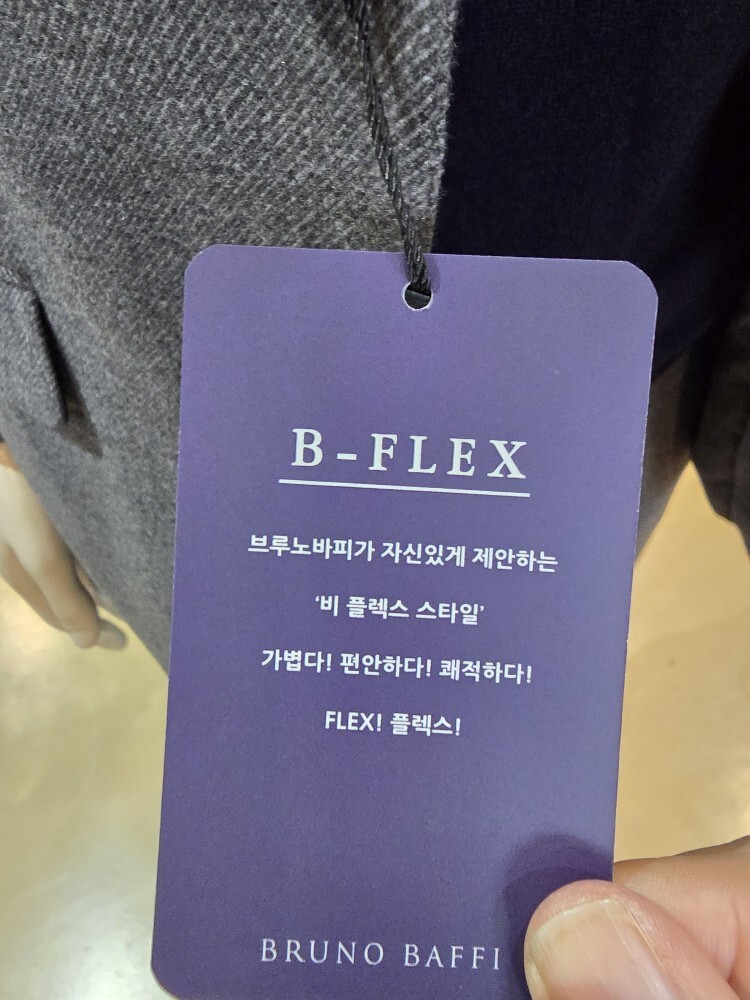 B-FLEX
브루노바피가 자신있게 제안하는
‘비 플렉스 스타일’
가볍다! 편안하다! 쾌적하다!
FLEX! 플렉스!
BRUNO BAFFI